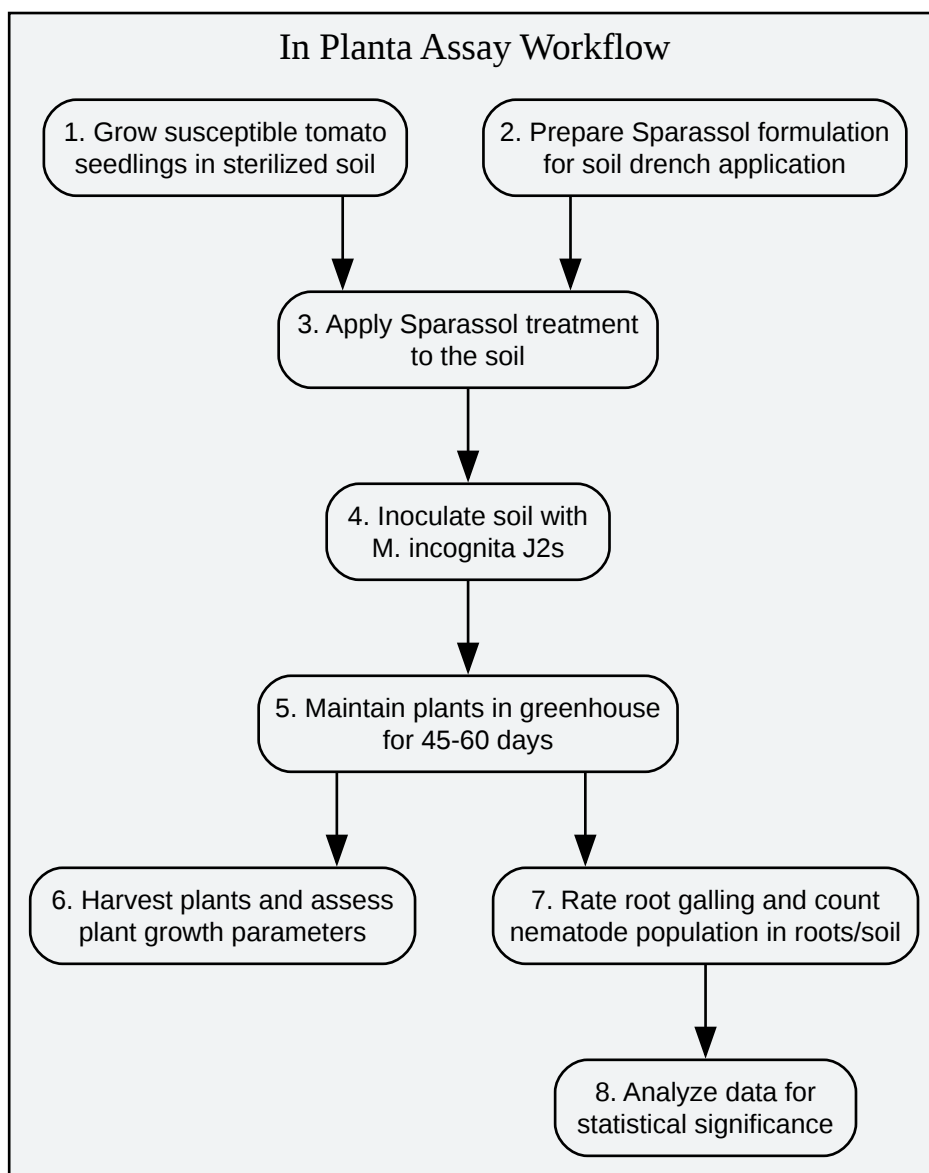 In Planta Assay Workflow
1. Grow susceptible tomato
seedlings in sterilized soil
2. Prepare Sparassol formulation
for soil drench application
3. Apply Sparassol treatment
to the soil
4. Inoculate soil with
M. incognita J2s
5. Maintain plants in greenhouse
for 45-60 days
6. Harvest plants and assess
plant growth parameters
7. Rate root galling and count
nematode population in roots/soil
8. Analyze data for
statistical significance